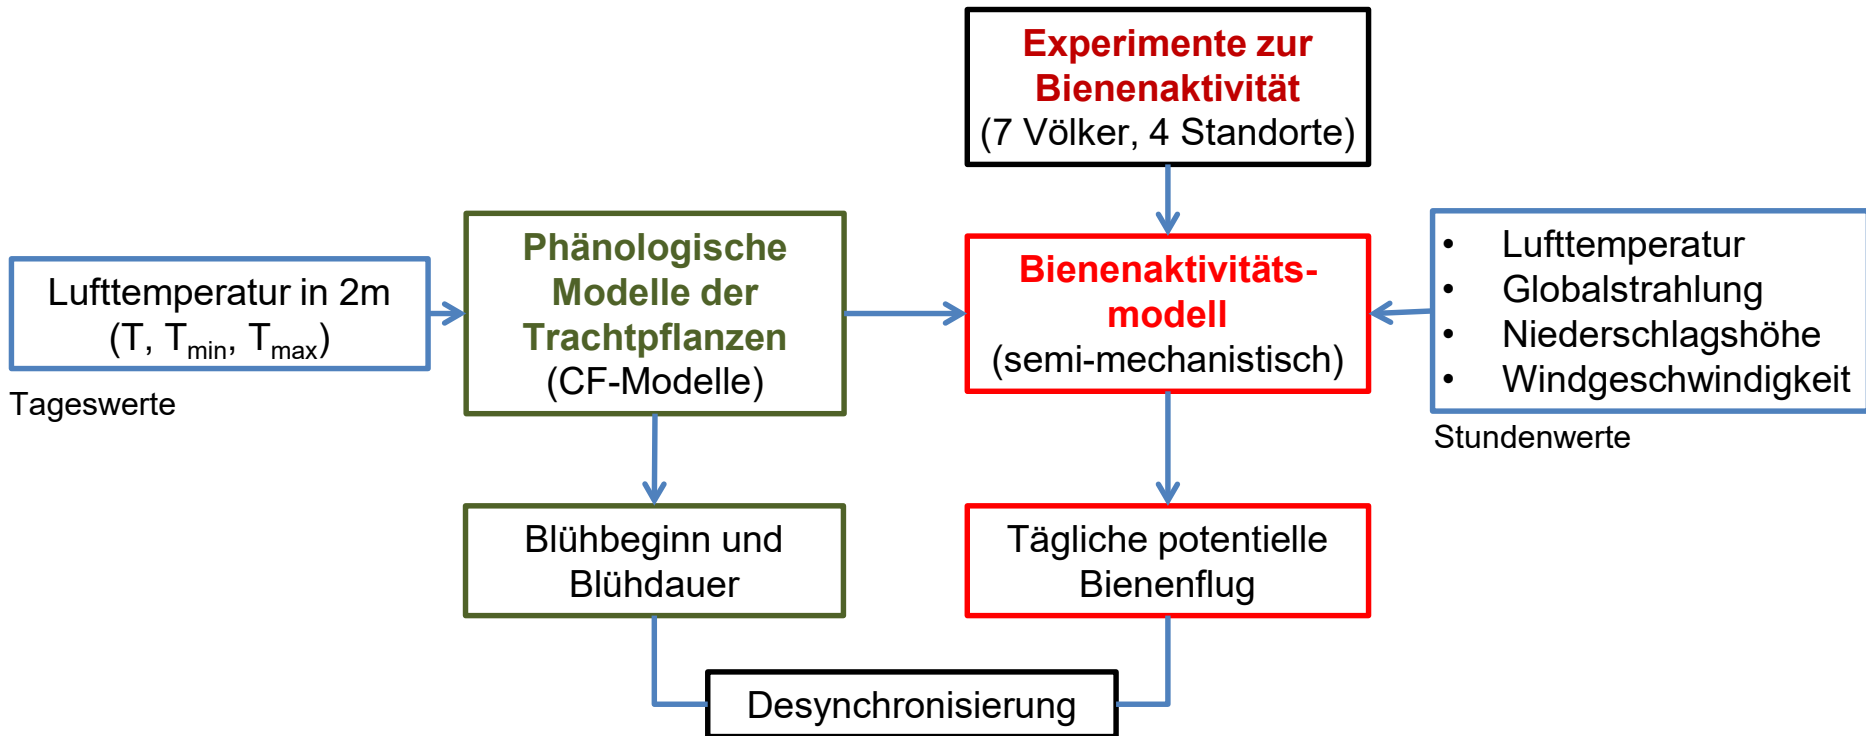 Experimente zur
Bienenaktivität
(7 Völker, 4 Standorte)
Lufttemperatur in 2m
(T, Tmin, Tmax)
Tageswerte
Phänologische
Modelle der
Trachtpflanzen
(CF-Modelle)
Bienenaktivitäts-
modell
(semi-mechanistisch)
• Lufttemperatur
• Globalstrahlung
• Niederschlagshöhe
• Windgeschwindigkeit
Stundenwerte
Blühbeginn und
Blühdauer
Tägliche potentielle
Bienenflug
Desynchronisierung